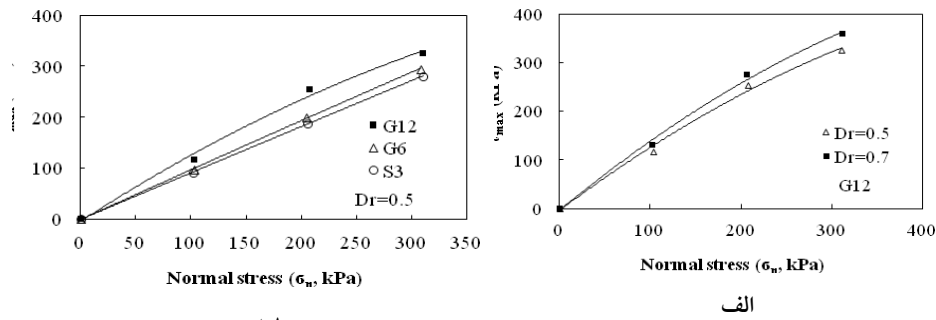 400
300
200
100
0
0 50 100 150 200 250 300 350
G12
G6
S3
Dr=0.5
Normal stress (σn, kPa)
400
300
200
100
0
0 100 200 300 400
Dr=0.5
Dr=0.7
G12
Normal stress (σn, kPa)
الف